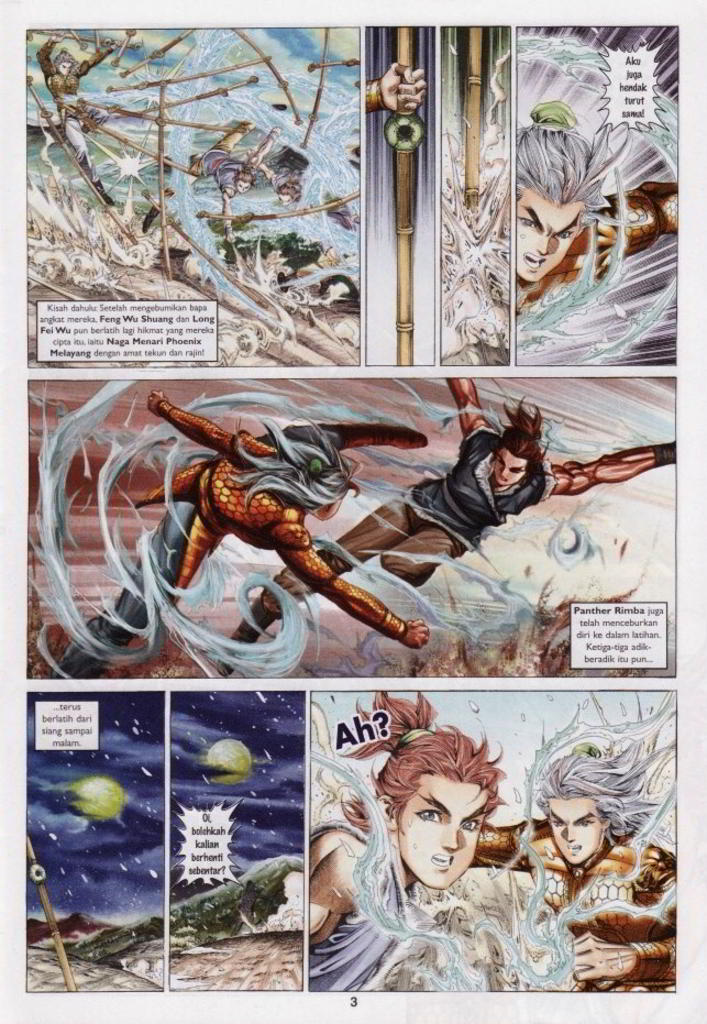 Aku
juga
hendak
turut
sama!
Kisah dahulu: Setelah mengebumikan bapa
angkat mereka, Feng Wu Shuang dan Long
Fei Wu pun berlatih lagi hikmat yang mereka
cipta itu, iaitu Naga Menari Phoenix
Melayang dengan amat tekun dan rajin!
Panther Rimba juga
telah menceburkan
diri ke dalam latihan.
Ketiga-tiga adik-
beradik itu pun...
...terus
berlatih dari
siang sampai
malam.
Oi,
bolehkah
kalian
berhenti
sebentar?
Ah?
3